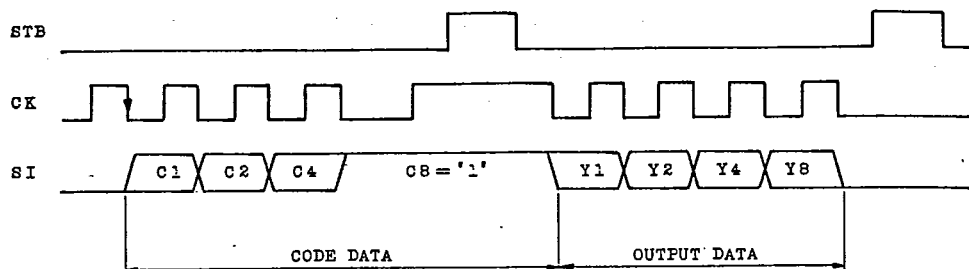 STB
CK
SI C1 C2 C4 C8='1' Y1 Y2 Y4 Y8
CODE DATA OUTPUT DATA